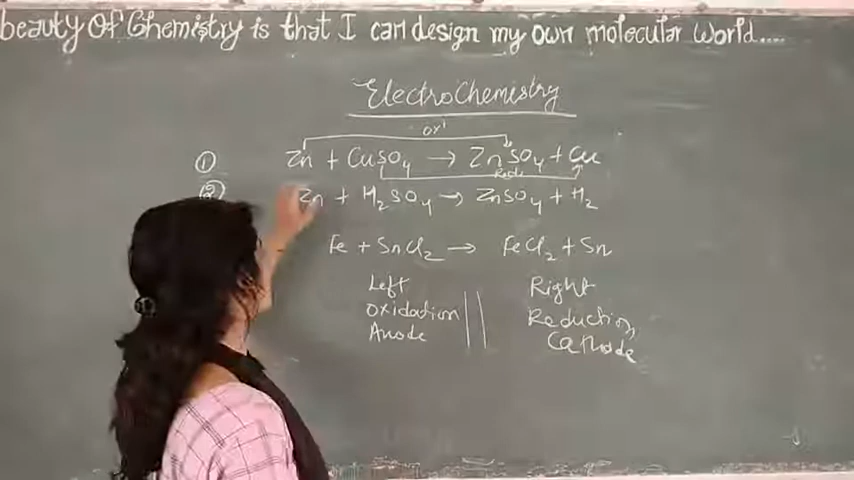 beauty Of Chemistry is that I can design my own molecular world....
ElectroChemistry
oxⁿ
① Zn + CuSO₄ → ZnSO₄ + Cu
Redⁿ
② Zn + H₂SO₄ → ZnSO₄ + H₂
Fe + SnCl₂ → FeCl₂ + Sn
Left Right
oxidation Reduction,
Anode Cathode